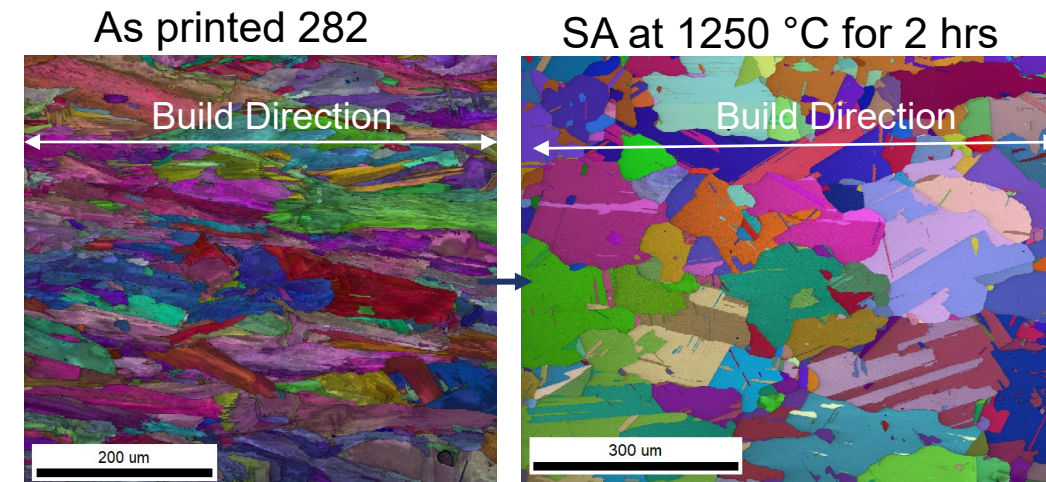 As printed 282
SA at 1250 °C for 2 hrs
Build Direction
Build Direction
200 um
300 um